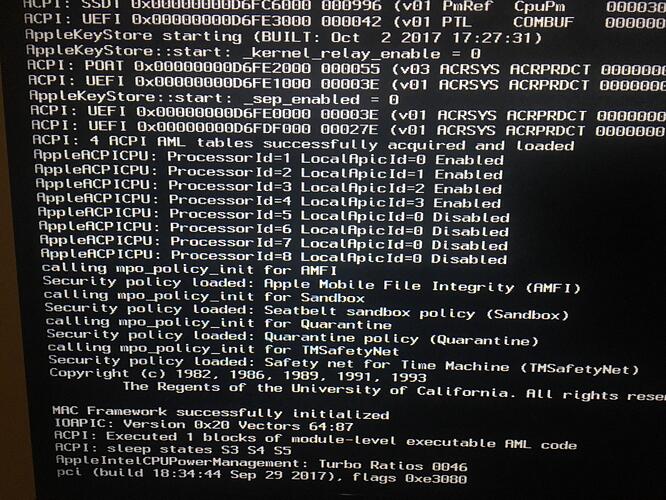 ACPI: SSDT 0x00000000D6FC6000 000996 (v01 PmRef CpuPm
ACPI: UEFI 0x00000000D6FE3000 000042 (v01 PTL COMBUF
AppleKeyStore starting (BUILT: Oct 2 2017 17:27:31)
AppleKeyStore::start: _kernel_relay_enable = 0
ACPI: POAT 0x00000000D6FE2000 000055 (v03 ACRSYS ACRPRDCT
ACPI: UEFI 0x00000000D6FE1000 00003E (v01 ACRSYS ACRPRDCT
AppleKeyStore::start: _sep_enabled = 0
ACPI: UEFI 0x00000000D6FE0000 00003E (v01 ACRSYS ACRPRDCT
ACPI: UEFI 0x00000000D6FDF000 00027E (v01 ACRSYS ACRPRDCT
ACPI: 4 ACPI AML tables successfully acquired and loaded
AppleACPICPU: ProcessorId=1 LocalApicId=0 Enabled
AppleACPICPU: ProcessorId=2 LocalApicId=1 Enabled
AppleACPICPU: ProcessorId=3 LocalApicId=2 Enabled
AppleACPICPU: ProcessorId=4 LocalApicId=3 Enabled
AppleACPICPU: ProcessorId=5 LocalApicId=0 Disabled
AppleACPICPU: ProcessorId=6 LocalApicId=0 Disabled
AppleACPICPU: ProcessorId=7 LocalApicId=0 Disabled
AppleACPICPU: ProcessorId=8 LocalApicId=0 Disabled
calling mpo_policy_init for AMFI
Security policy loaded: Apple Mobile File Integrity (AMFI)
calling mpo_policy_init for Sandbox
Security policy loaded: Seatbelt sandbox policy (Sandbox)
calling mpo_policy_init for Quarantine
Security policy loaded: Quarantine policy (Quarantine)
calling mpo_policy_init for TMSafetyNet
Security policy loaded: Safety net for Time Machine (TMSafetyNet)
Copyright (c) 1982, 1986, 1989, 1991, 1993
The Regents of the University of California. All rights rese
MAC Framework successfully initialized
IOAPIC: Version 0x20 Vectors 64:87
ACPI: Executed 1 blocks of module-level executable AML code
ACPI: sleep states S3 S4 S5
AppleIntelCPUPowerManagement: Turbo Ratios 0046
pci (build 18:34:44 Sep 29 2017), flags 0xe3080